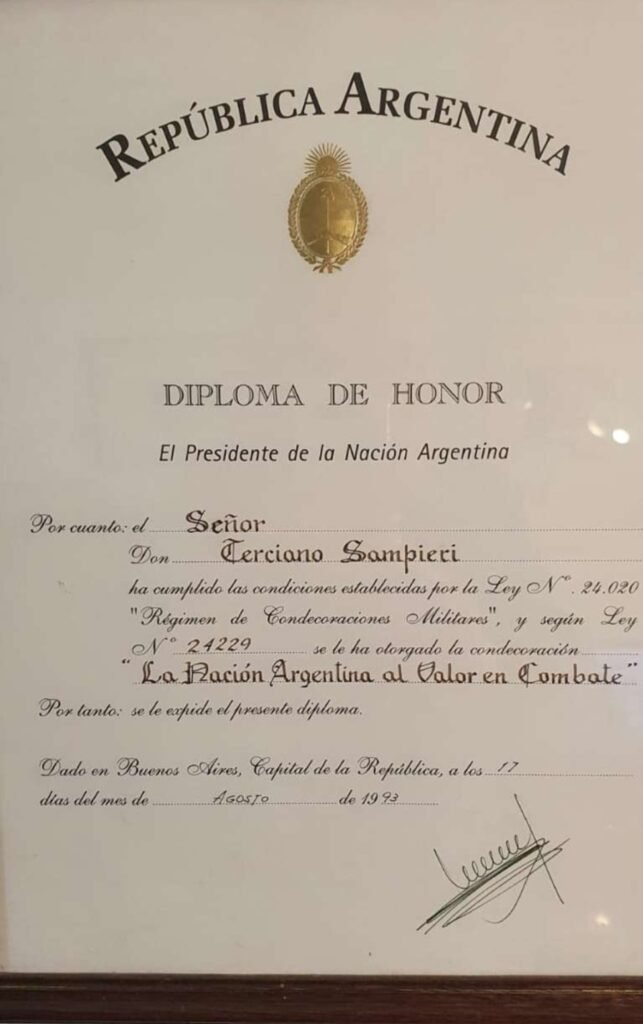 REPÚBLICA ARGENTINA
DIPLOMA DE HONOR
El Presidente de la Nación Argentina
Por cuanto: el Señor
Don Terciano Sampieri
ha cumplido las condiciones establecidas por la Ley N° 24.020
"Régimen de Condecoraciones Militares", y según Ley
N° 24229 se le ha otorgado la condecoración
"La Nación Argentina al Valor en Combate"
Por tanto: se le expide el presente diploma.
Dado en Buenos Aires, Capital de la República, a los 17
días del mes de AGOSTO de 1993